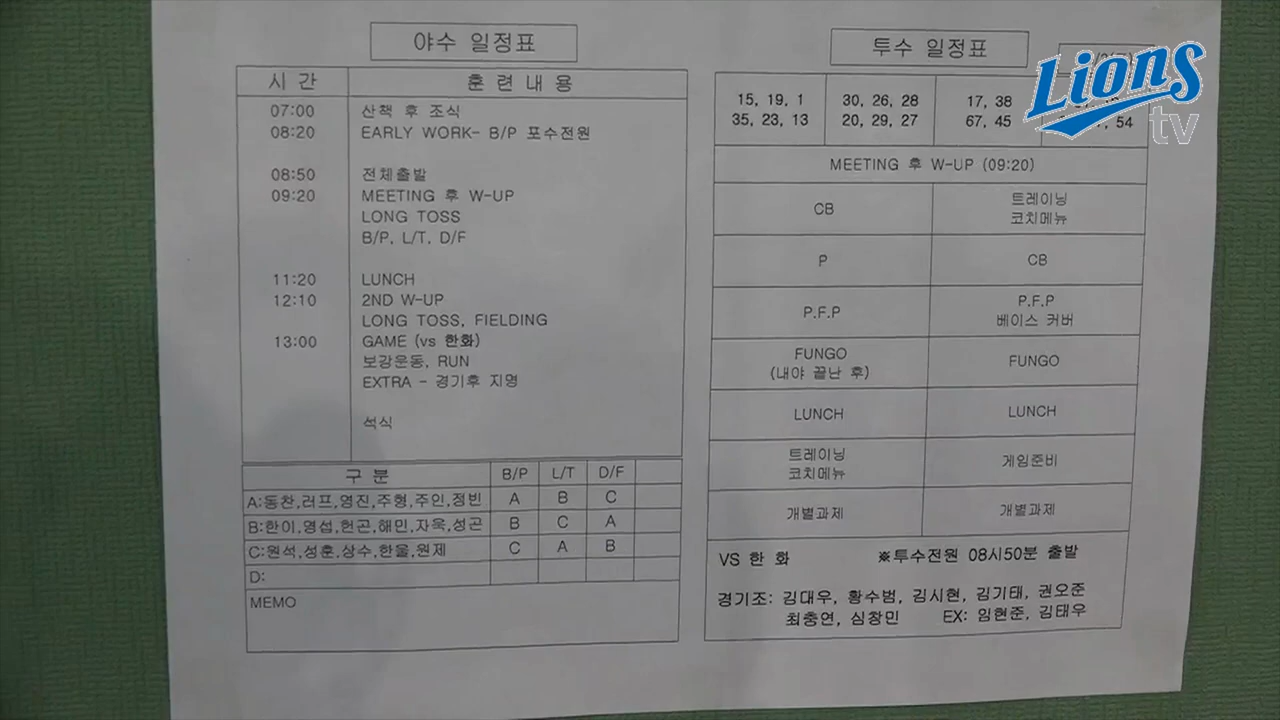 야수 일정표
시 간 훈 련 내 용
07:00 산책 후 조식
08:20 EARLY WORK- B/P 포수전원
08:50 전체출발
09:20 MEETING 후 W-UP
LONG TOSS
B/P, L/T, D/F
11:20 LUNCH
12:10 2ND W-UP
LONG TOSS, FIELDING
13:00 GAME (vs 한화)
보강운동, RUN
EXTRA - 경기후 지명
석식
구 분 B/P L/T D/F
A:동찬,러프,영진,주형,주인,정빈 A B C
B:한이,영섭,헌곤,해민,자욱,성곤 B C A
C:원석,성훈,상수,한울,원제 C A B
D:
MEMO
투수 일정표
Lions
tv
15, 19, 1 30, 26, 28 17, 38
35, 23, 13 20, 29, 27 67, 45 54
MEETING 후 W-UP (09:20)
CB 트레이닝
코치메뉴
P CB
P.F.P P.F.P
베이스 커버
FUNGO FUNGO
(내야 끝난 후)
LUNCH LUNCH
트레이닝 게임준비
코치메뉴
개별과제 개별과제
VS 한 화 ※투수전원 08시50분 출발
경기조: 김대우, 황수범, 김시현, 김기태, 권오준
최충연, 심창민 EX: 임현준, 김태우